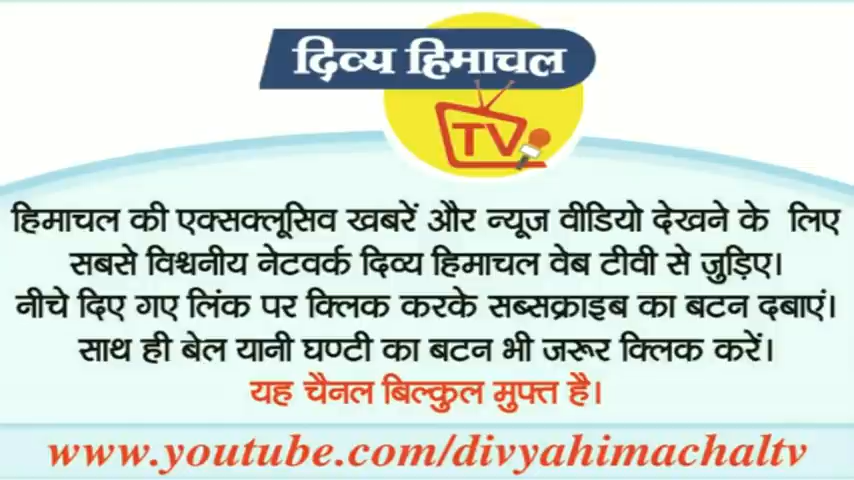 दिव्य हिमाचल
TV
हिमाचल की एक्सक्लूसिव खबरें और न्यूज वीडियो देखने के लिए
सबसे विश्वनीय नेटवर्क दिव्य हिमाचल वेब टीवी से जुड़िए।
नीचे दिए गए लिंक पर क्लिक करके सब्सक्राइब का बटन दबाएं।
साथ ही बेल यानी घण्टी का बटन भी जरूर क्लिक करें।
यह चैनल बिल्कुल मुफ्त है।
www.youtube.com/divyahimachaltv